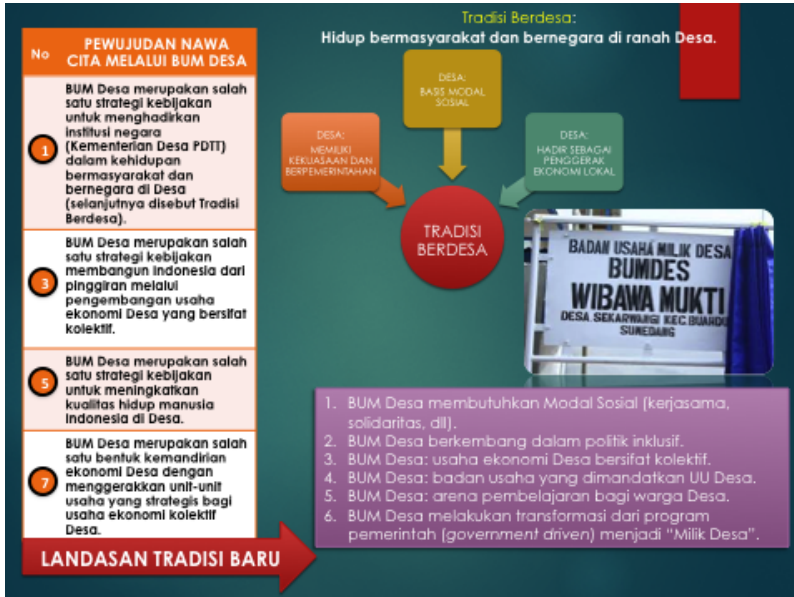 No
PEWUJUDAN NAWA
CITA MELALUI BUM DESA
1
BUM Desa merupakan salah
satu strategi kebijakan
untuk menghadirkan
institusi negara
(Kementerian Desa PDTT)
dalam kehidupan
bermasyarakat dan
bernegara di Desa
(selanjutnya disebut Tradisi
Berdesa).
3
BUM Desa merupakan salah
satu strategi kebijakan
membangun Indonesia dari
pinggiran melalui
pengembangan usaha
ekonomi Desa yang bersifat
kolektif.
5
BUM Desa merupakan salah
satu strategi kebijakan
untuk meningkatkan
kualitas hidup manusia
Indonesia di Desa.
7
BUM Desa merupakan salah
satu bentuk kemandirian
ekonomi Desa dengan
menggerakkan unit-unit
usaha yang strategis bagi
usaha ekonomi kolektif
Desa.
LANDASAN TRADISI BARU
Tradisi Berdesa:
Hidup bermasyarakat dan bernegara di ranah Desa.
DESA:
BASIS MODAL
SOSIAL
DESA:
MEMILIKI
KEKUASAAN DAN
BERPEMERINTAHAN
DESA:
HADIR SEBAGAI
PENGGERAK
EKONOMI LOKAL
TRADISI
BERDESA
BADAN USAHA MILIK DESA
BUMDES
WIBAWA MUKTI
DESA SEKARWANGI KEC.BUAHDUA
SUMEDANG
1. BUM Desa membutuhkan Modal Sosial (kerjasama,
solidaritas, dll).
2. BUM Desa berkembang dalam politik inklusif.
3. BUM Desa: usaha ekonomi Desa bersifat kolektif.
4. BUM Desa: badan usaha yang dimandatkan UU Desa.
5. BUM Desa: arena pembelajaran bagi warga Desa.
6. BUM Desa melakukan transformasi dari program
pemerintah (government driven) menjadi “Milik Desa”.